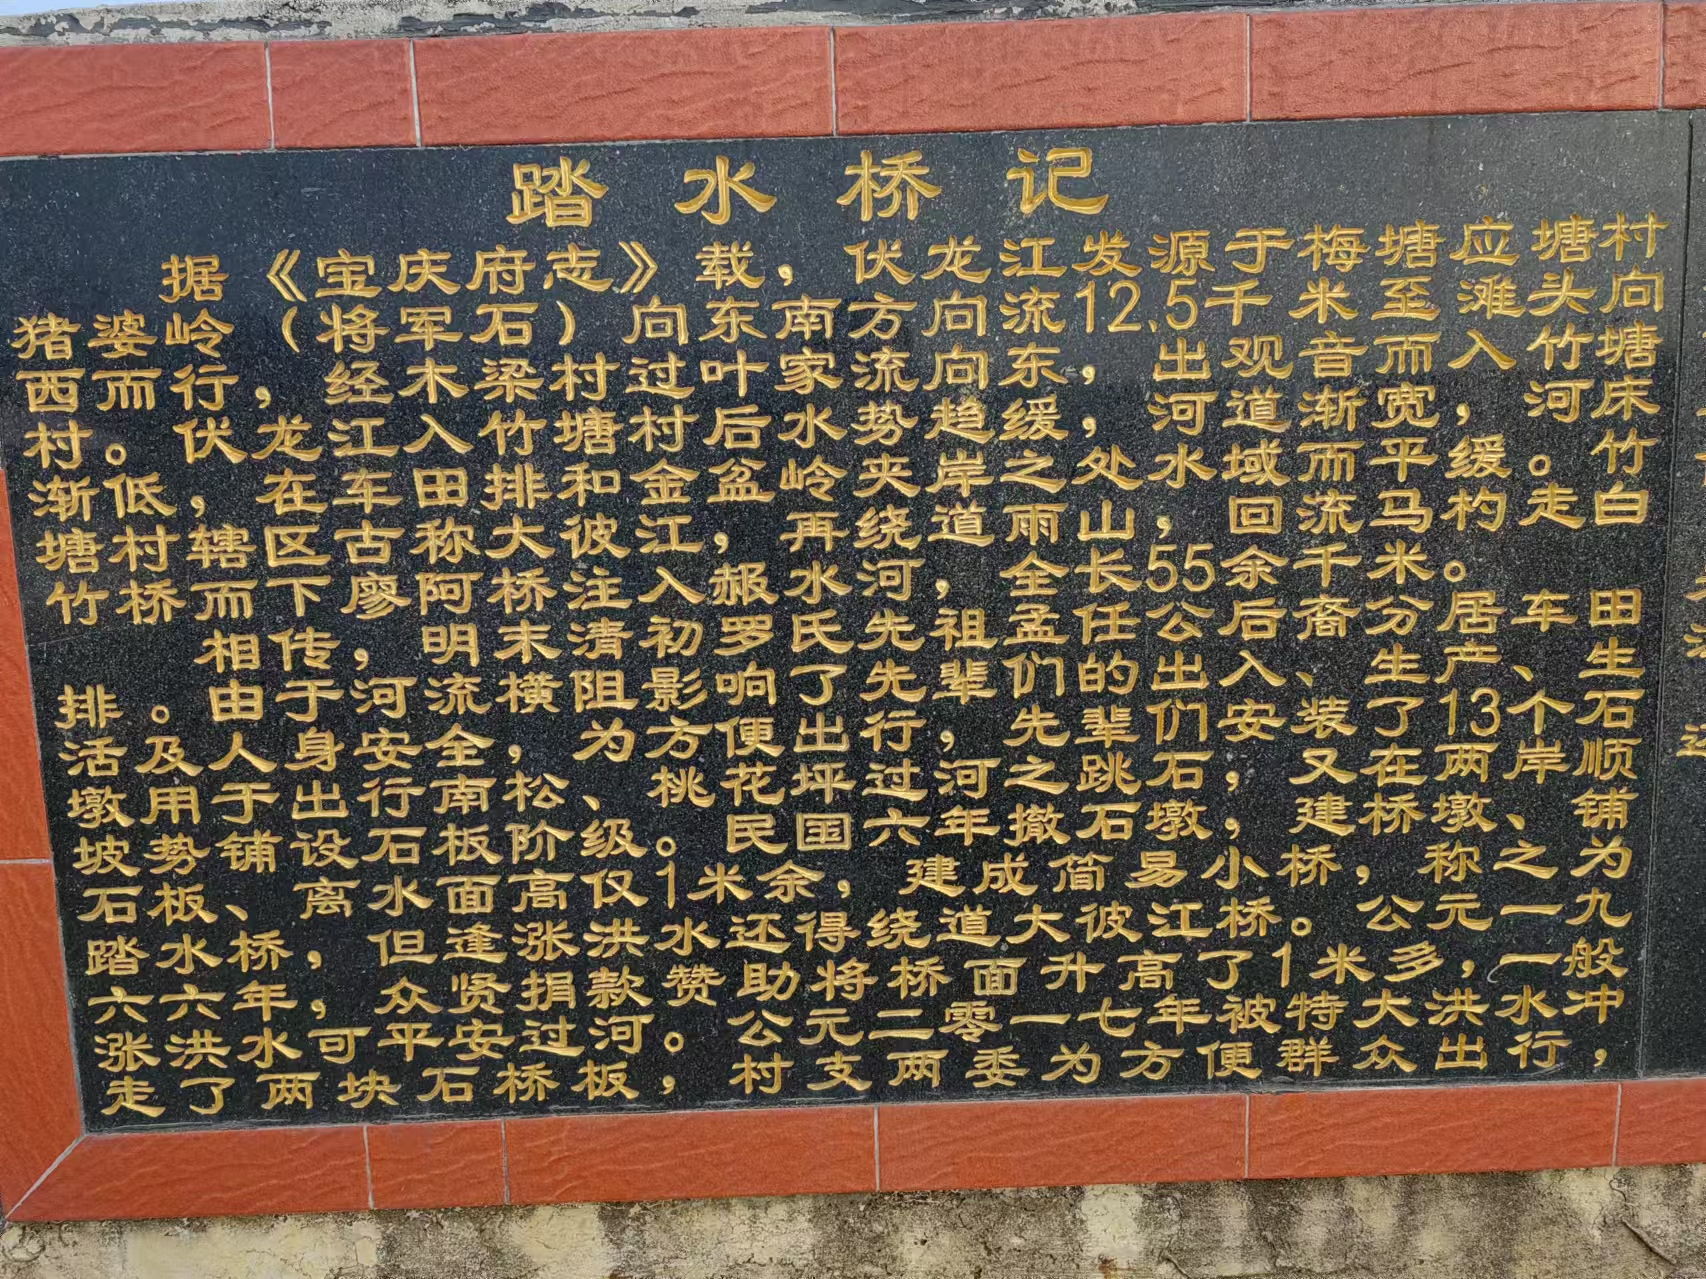 踏水桥记
据《宝庆府志》载，伏龙江发源于梅塘应塘村
猪婆岭（将军石）向东南方向流12.5千米至滩头向
西而行，经木梁村过叶家流向东，出观音而入竹塘
村。伏龙江入竹塘村后水势趋缓，河道渐宽，河床
渐低，在车田排和金盆岭夹岸之处水域而平缓。竹
塘村辖区古称大彼江，再绕道雨山，回流马杓走白
竹桥而下廖阿桥注入赧水河，全长55余千米。
相传，明末清初罗氏先祖孟任公后裔分居车田
排。由于河流横阻影响了先辈们的出入、生产、生
活及人身安全，为方便出行，先辈们安装了13个石
墩用于出行南松、桃花坪过河之跳石，又在两岸顺
坡势铺设石板阶级。民国六年撤石墩，建桥墩、铺
石板、离水面高仅1米余，建成简易小桥，称之为
踏水桥，但逢涨洪水还得绕道大彼江桥。公元一九
六六年，众贤捐款赞助将桥面升高了1米多，一般
涨洪水可平安过河。公元二零一七年被特大洪水冲
走了两块石桥板，村支两委为方便群众出行，